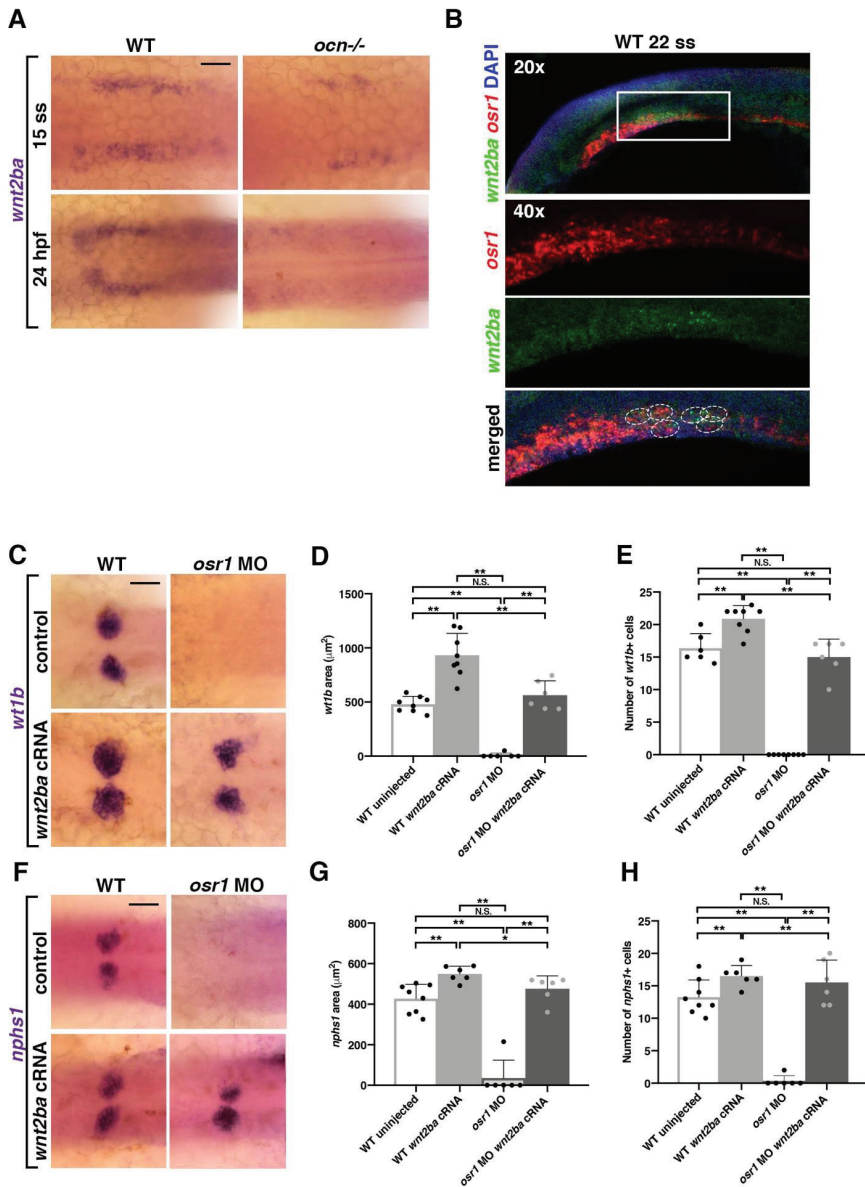 A
WT
ocn-/-
wnt2ba
15 ss
24 hpf
B
WT 22 ss
wnt2ba osr1 DAPI
20x
osr1
40x
wnt2ba
merged
C
WT
osr1 MO
wt1b
control
wnt2ba cRNA
D
**
N.S.
**
**
**
**
wt1b area (μm²)
1500
1000
500
0
WT uninjected
WT wnt2ba cRNA
osr1 MO
osr1 MO wnt2ba cRNA
E
**
N.S.
**
**
**
**
Number of wt1b+ cells
25
20
15
10
5
0
WT uninjected
WT wnt2ba cRNA
osr1 MO
osr1 MO wnt2ba cRNA
F
WT
osr1 MO
nphs1
control
wnt2ba cRNA
G
**
N.S.
**
**
**
*
nphs1 area (μm²)
800
600
400
200
0
WT uninjected
WT wnt2ba cRNA
osr1 MO
osr1 MO wnt2ba cRNA
H
**
N.S.
**
**
**
**
Number of nphs1+ cells
25
20
15
10
5
0
WT uninjected
WT wnt2ba cRNA
osr1 MO
osr1 MO wnt2ba cRNA